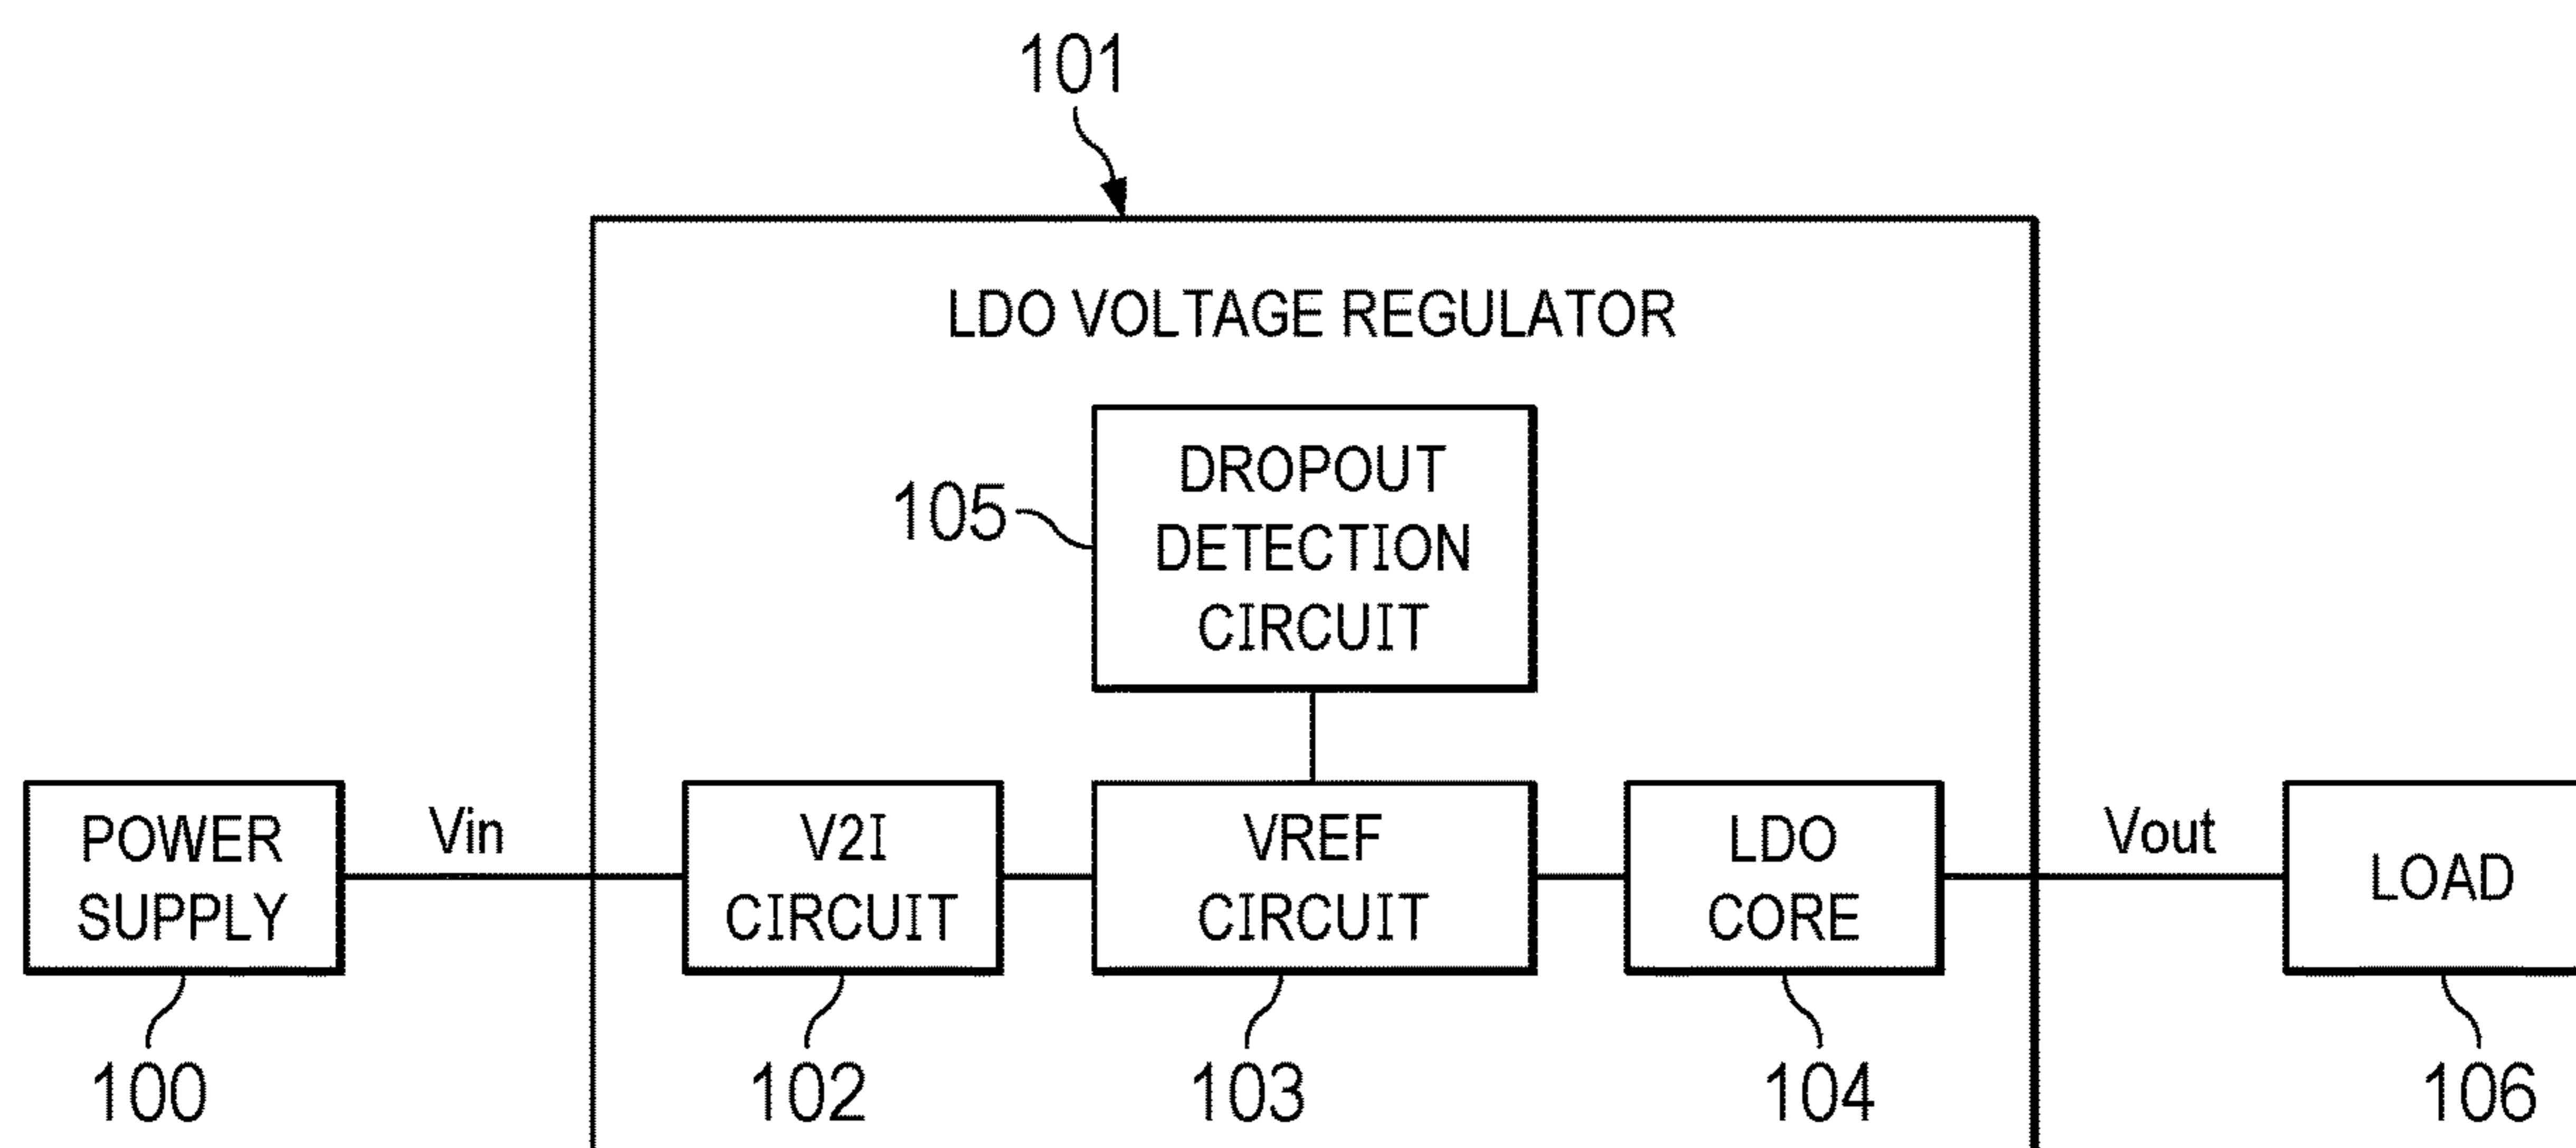 101
LDO VOLTAGE REGULATOR
DROPOUT
DETECTION
CIRCUIT
105
POWER
SUPPLY
Vin
V2I
CIRCUIT
VREF
CIRCUIT
LDO
CORE
Vout
LOAD
100
102
103
104
106